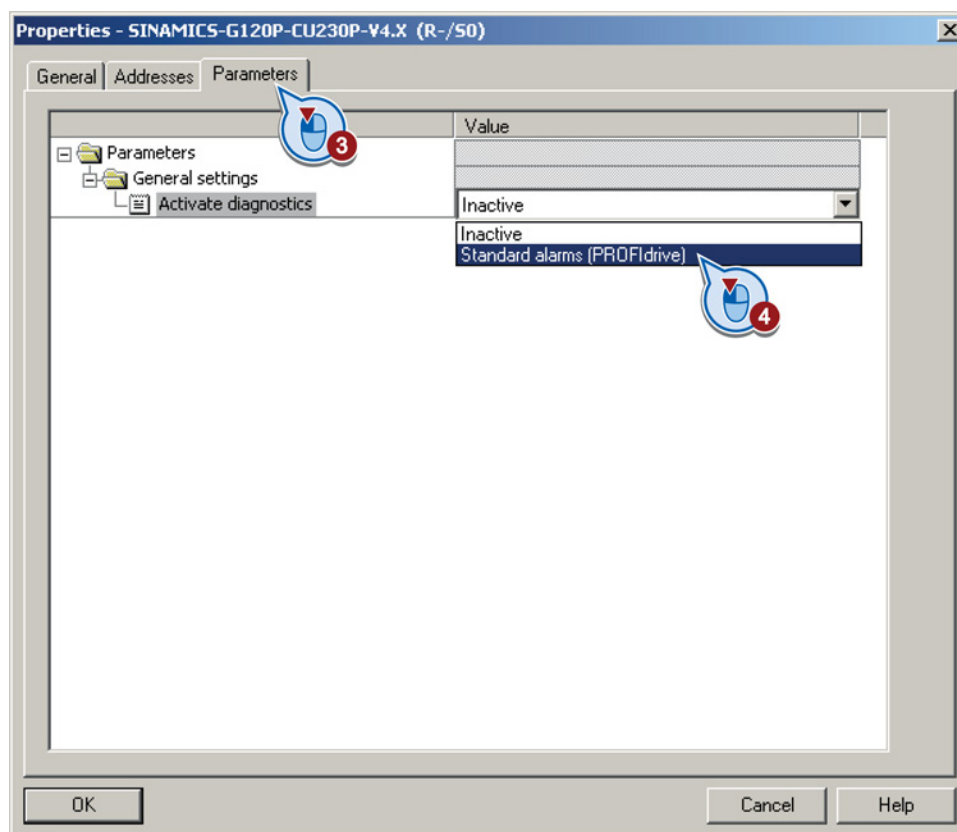 Properties - SINAMICS-G120P-CU230P-V4.X (R-/S0)
General Addresses Parameters
3
Value
Parameters
General settings
Activate diagnostics Inactive
Inactive
Standard alarms (PROFIdrive)
4
OK Cancel Help